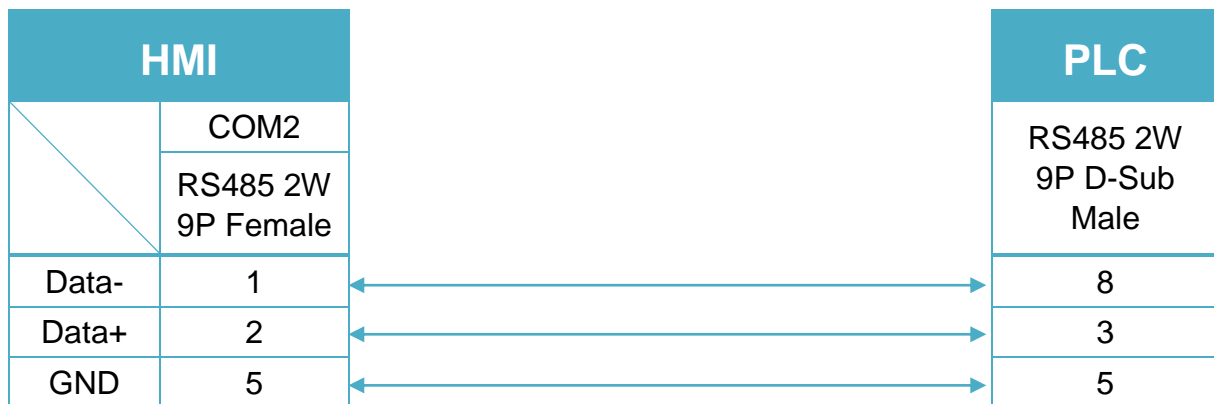 HMI
PLC
COM2
RS485 2W
9P Female
RS485 2W
9P D-Sub
Male
Data- 1 8
Data+ 2 3
GND 5 5